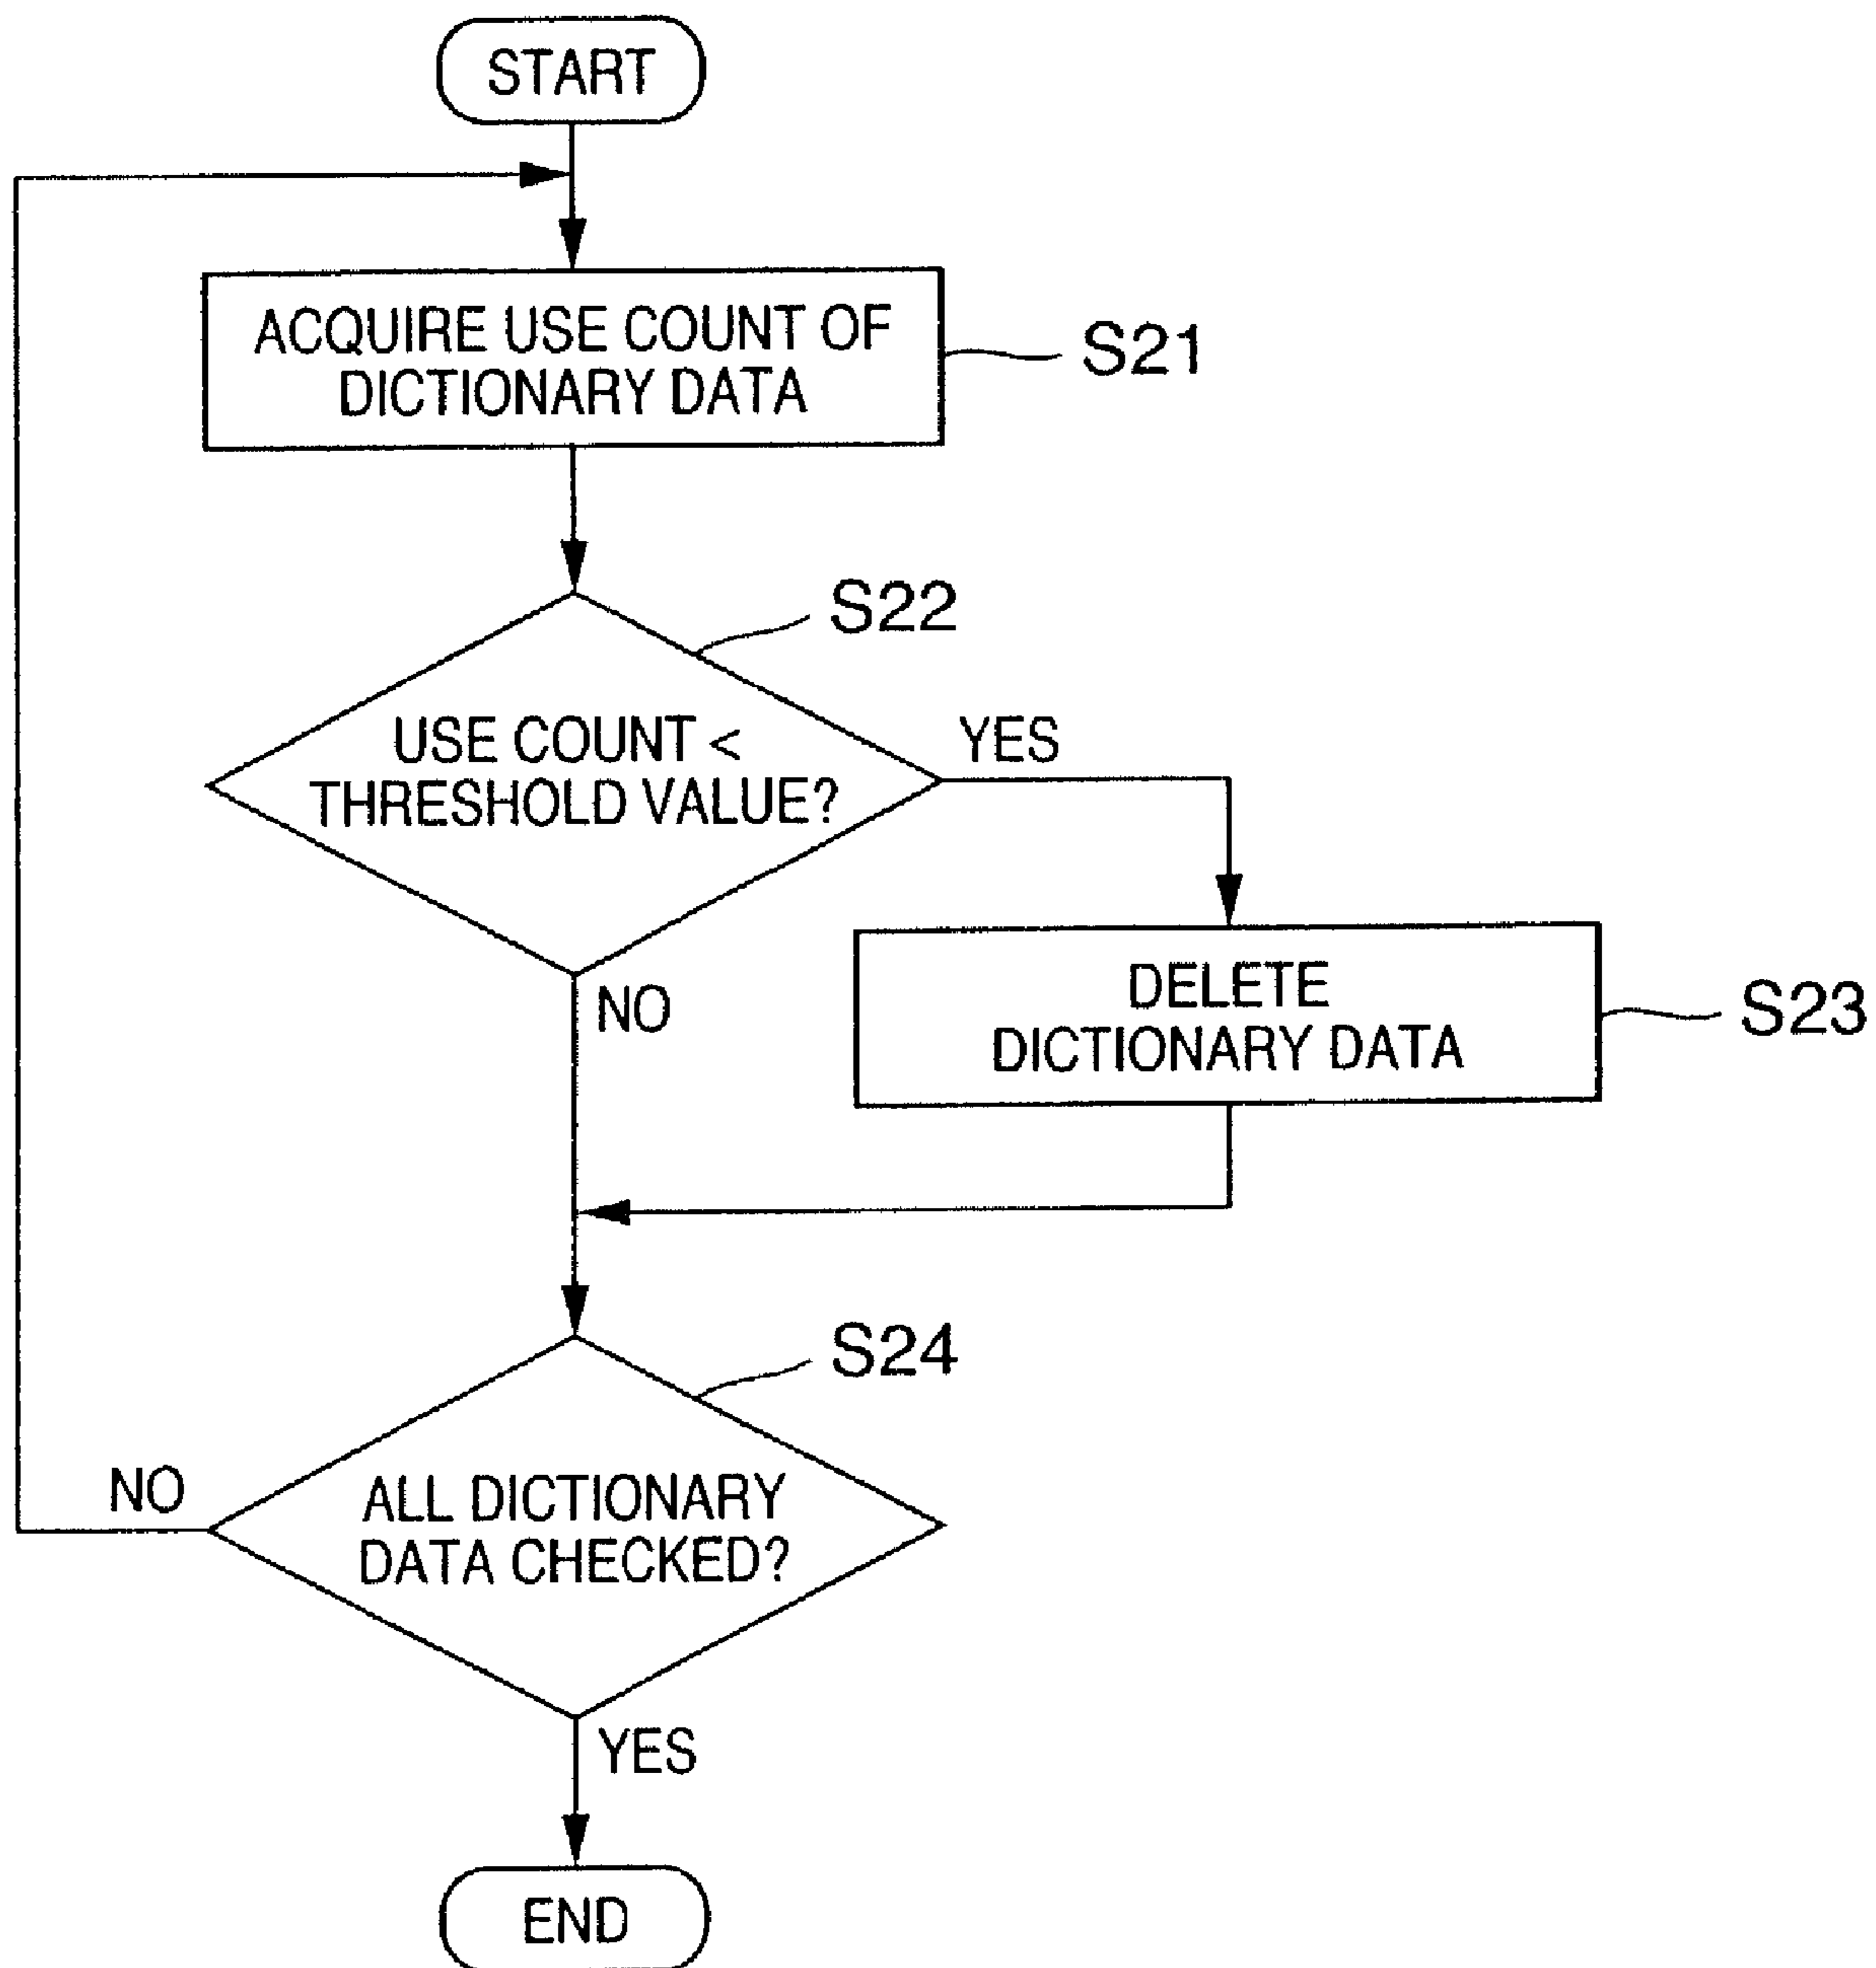 START
ACQUIRE USE COUNT OF
DICTIONARY DATA
S21
S22
USE COUNT <
THRESHOLD VALUE?
YES
NO
DELETE
DICTIONARY DATA
S23
S24
ALL DICTIONARY
DATA CHECKED?
NO
YES
END